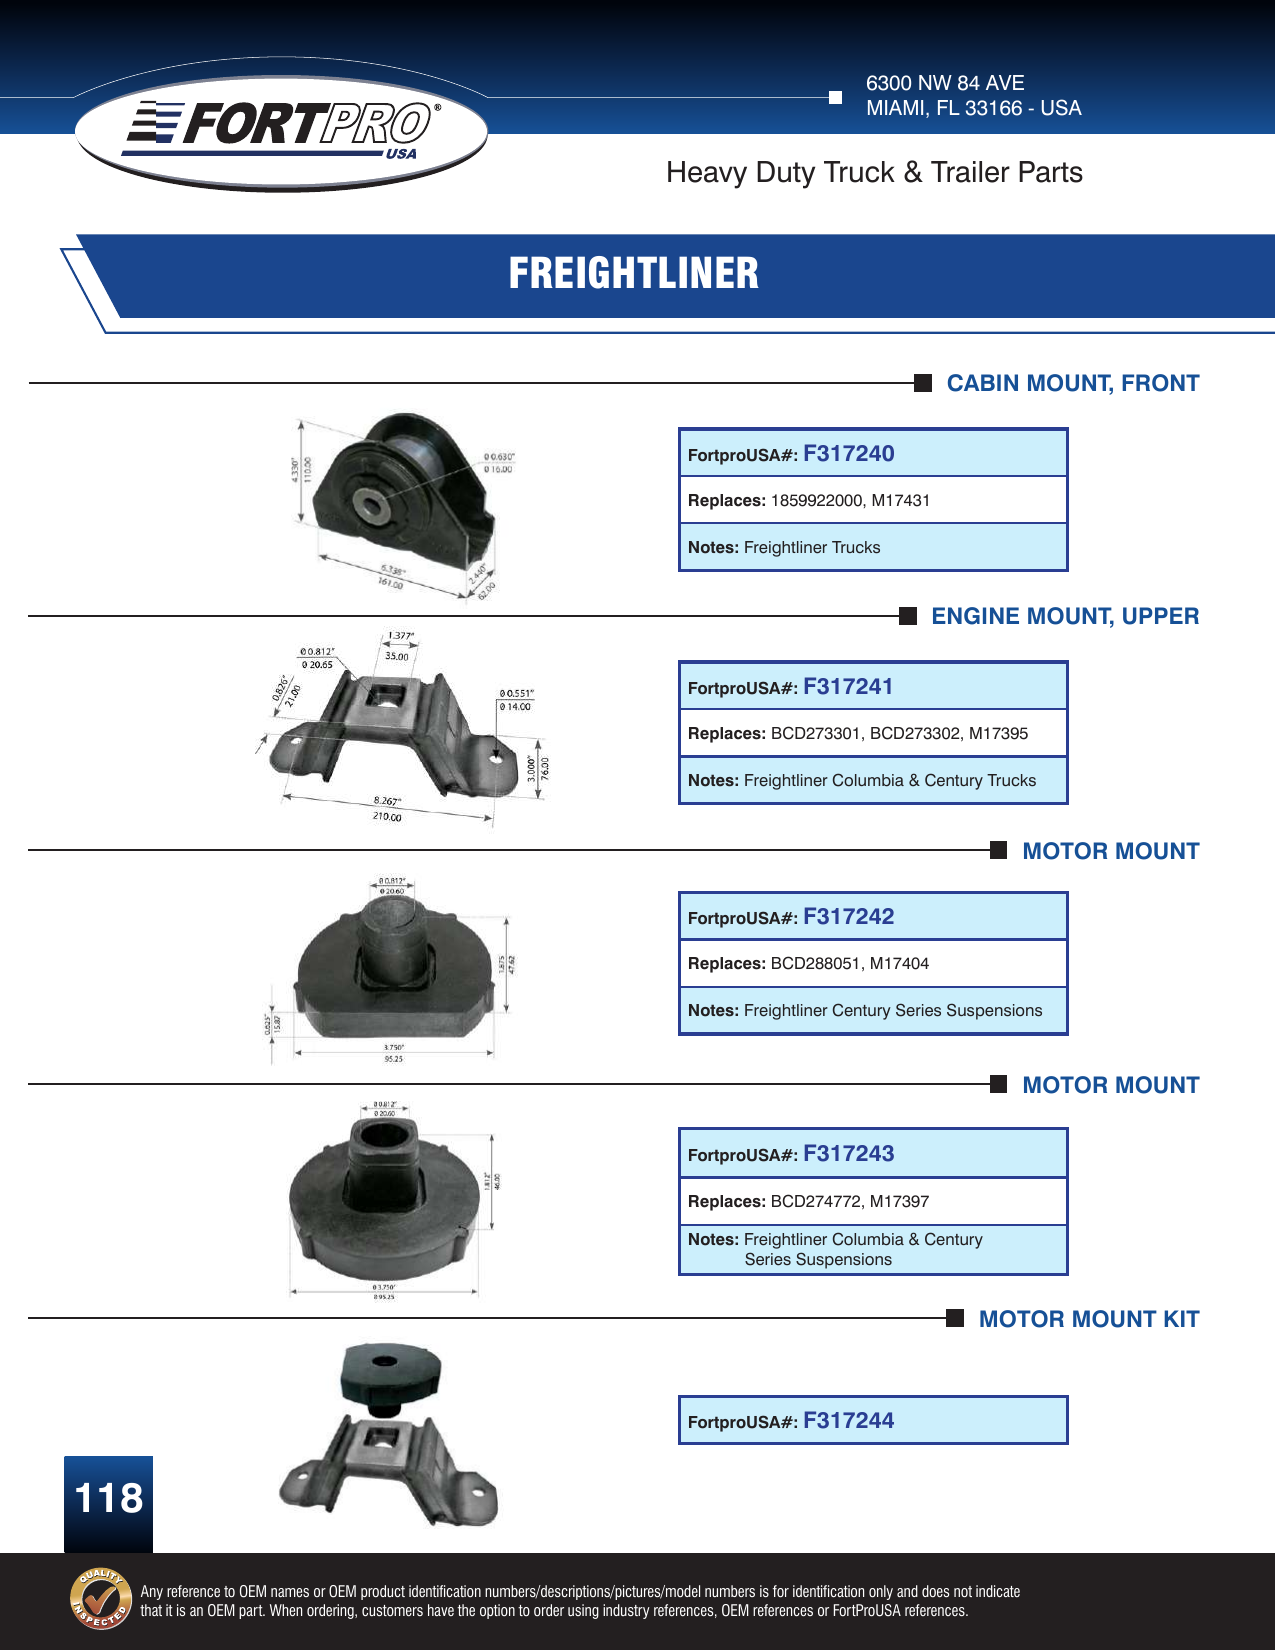 FORTPRO®
USA
6300 NW 84 AVE
MIAMI, FL 33166 - USA
Heavy Duty Truck & Trailer Parts
FREIGHTLINER
CABIN MOUNT, FRONT
4.330"
110.00
Ø 0.630"
Ø 16.00
6.338"
161.00
2.440"
62.00
FortproUSA#: F317240
Replaces: 1859922000, M17431
Notes: Freightliner Trucks
ENGINE MOUNT, UPPER
1.377"
35.00
Ø 0.812"
Ø 20.65
0.826"
21.00
Ø 0.551"
Ø 14.00
3.000"
76.00
8.267"
210.00
FortproUSA#: F317241
Replaces: BCD273301, BCD273302, M17395
Notes: Freightliner Columbia & Century Trucks
MOTOR MOUNT
Ø 0.812"
Ø 20.60
1.875
47.62
0.625"
15.87
3.750"
95.25
FortproUSA#: F317242
Replaces: BCD288051, M17404
Notes: Freightliner Century Series Suspensions
MOTOR MOUNT
Ø 0.812"
Ø 20.60
1.812"
46.00
Ø 3.750"
Ø 95.25
FortproUSA#: F317243
Replaces: BCD274772, M17397
Notes: Freightliner Columbia & Century
Series Suspensions
MOTOR MOUNT KIT
FortproUSA#: F317244
118
QUALITY
INSPECTED
Any reference to OEM names or OEM product identification numbers/descriptions/pictures/model numbers is for identification only and does not indicate
that it is an OEM part. When ordering, customers have the option to order using industry references, OEM references or FortProUSA references.